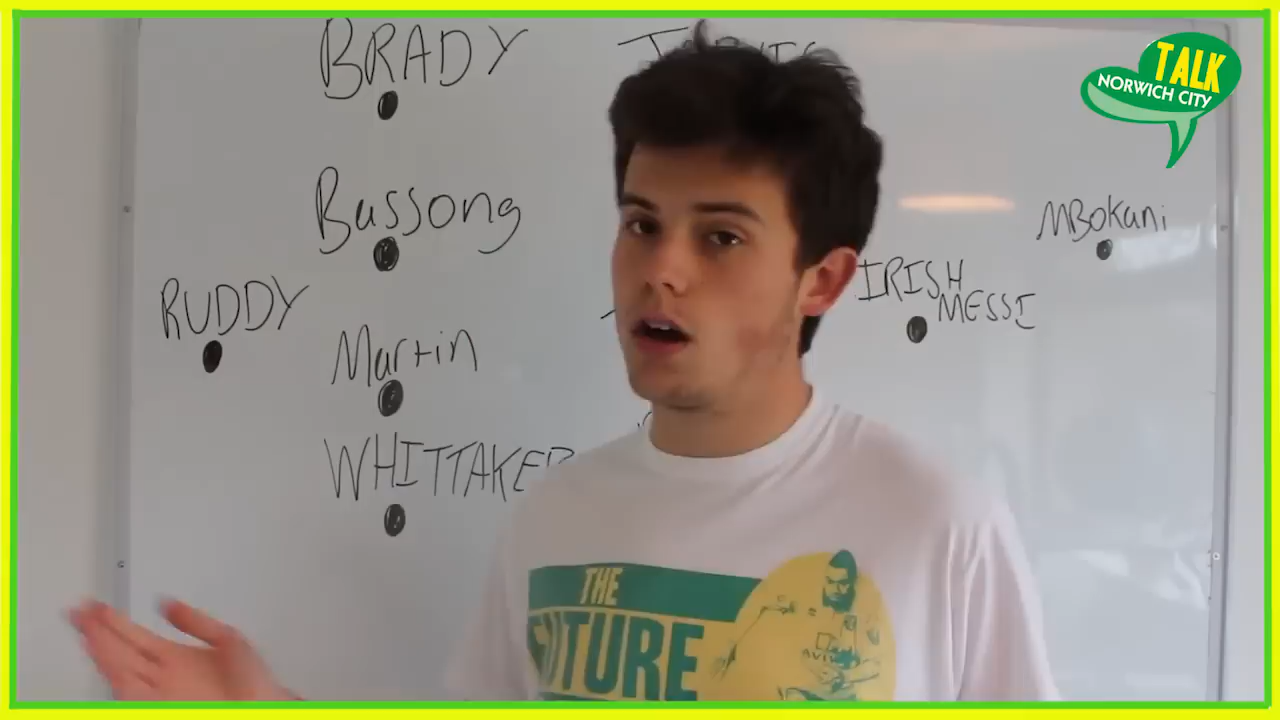 BRADY
TALK
NORWICH CITY
Bassong
MBokani
RUDDY
IRISH
MESSI
Martin
WHITTAKER
THE
FUTURE